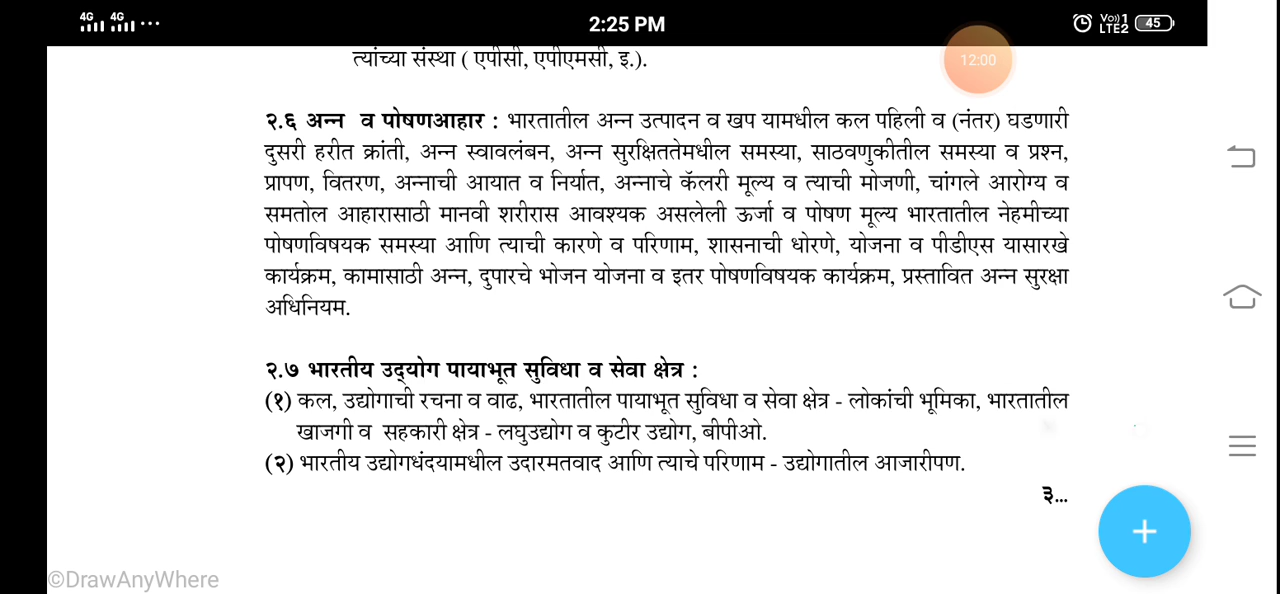 4G 4G
2:25 PM
Vo))1
LTE2
45
12:00
त्यांच्या संस्था ( एपीसी, एपीएमसी, इ.).
२.६ अन्न व पोषणआहार : भारतातील अन्न उत्पादन व खप यामधील कल पहिली व (नंतर) घडणारी
दुसरी हरीत क्रांती, अन्न स्वावलंबन, अन्न सुरक्षिततेमधील समस्या, साठवणुकीतील समस्या व प्रश्न,
प्रापण, वितरण, अन्नाची आयात व निर्यात, अन्नाचे कॅलरी मूल्य व त्याची मोजणी, चांगले आरोग्य व
समतोल आहारासाठी मानवी शरीरास आवश्यक असलेली ऊर्जा व पोषण मूल्य भारतातील नेहमीच्या
पोषणविषयक समस्या आणि त्याची कारणे व परिणाम, शासनाची धोरणे, योजना व पीडीएस यासारखे
कार्यक्रम, कामासाठी अन्न, दुपारचे भोजन योजना व इतर पोषणविषयक कार्यक्रम, प्रस्तावित अन्न सुरक्षा
अधिनियम.
२.७ भारतीय उद्‌योग पायाभूत सुविधा व सेवा क्षेत्र :
(१) कल, उद्योगाची रचना व वाढ, भारतातील पायाभूत सुविधा व सेवा क्षेत्र - लोकांची भूमिका, भारतातील
खाजगी व सहकारी क्षेत्र - लघुउद्योग व कुटीर उद्योग, बीपीओ.
(२) भारतीय उद्योगधंदयामधील उदारमतवाद आणि त्याचे परिणाम - उद्योगातील आजारीपण.
३...
©DrawAnyWhere